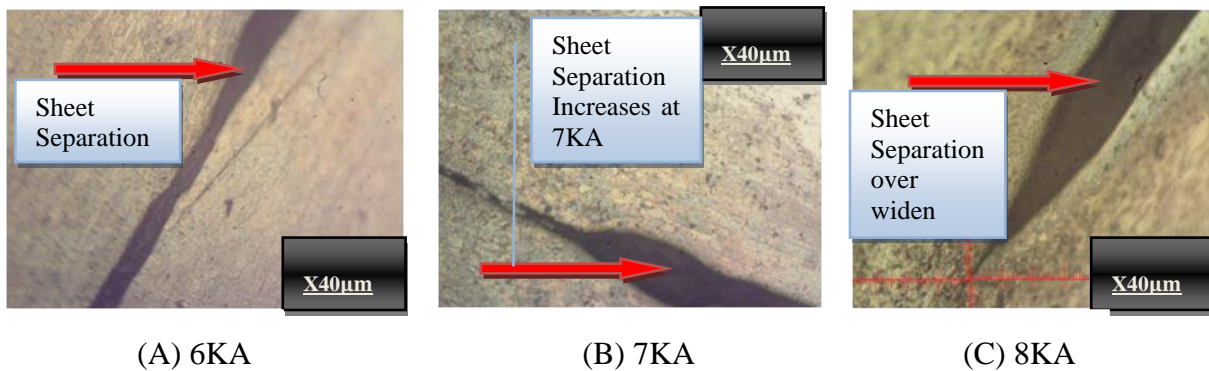 Sheet
Separation
X40µm
(A) 6KA
Sheet
Separation
Increases at
7KA
X40µm
(B) 7KA
Sheet
Separation
over
widen
X40µm
(C) 8KA